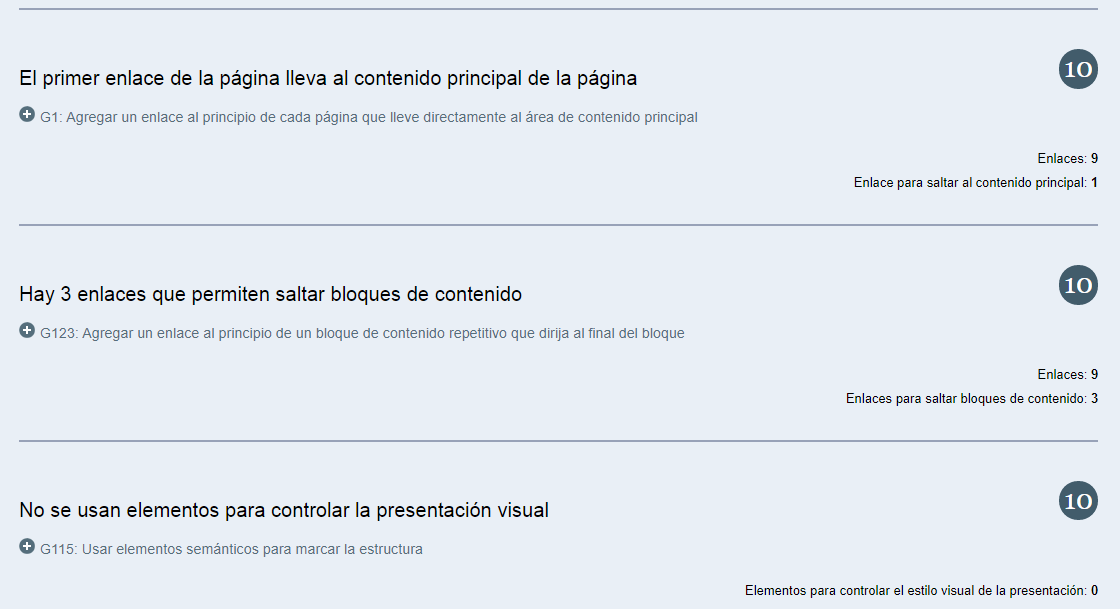 El primer enlace de la página lleva al contenido principal de la página
10
G1: Agregar un enlace al principio de cada página que lleve directamente al área de contenido principal
Enlaces: 9
Enlace para saltar al contenido principal: 1
Hay 3 enlaces que permiten saltar bloques de contenido
10
G123: Agregar un enlace al principio de un bloque de contenido repetitivo que dirija al final del bloque
Enlaces: 9
Enlaces para saltar bloques de contenido: 3
No se usan elementos para controlar la presentación visual
10
G115: Usar elementos semánticos para marcar la estructura
Elementos para controlar el estilo visual de la presentación: 0